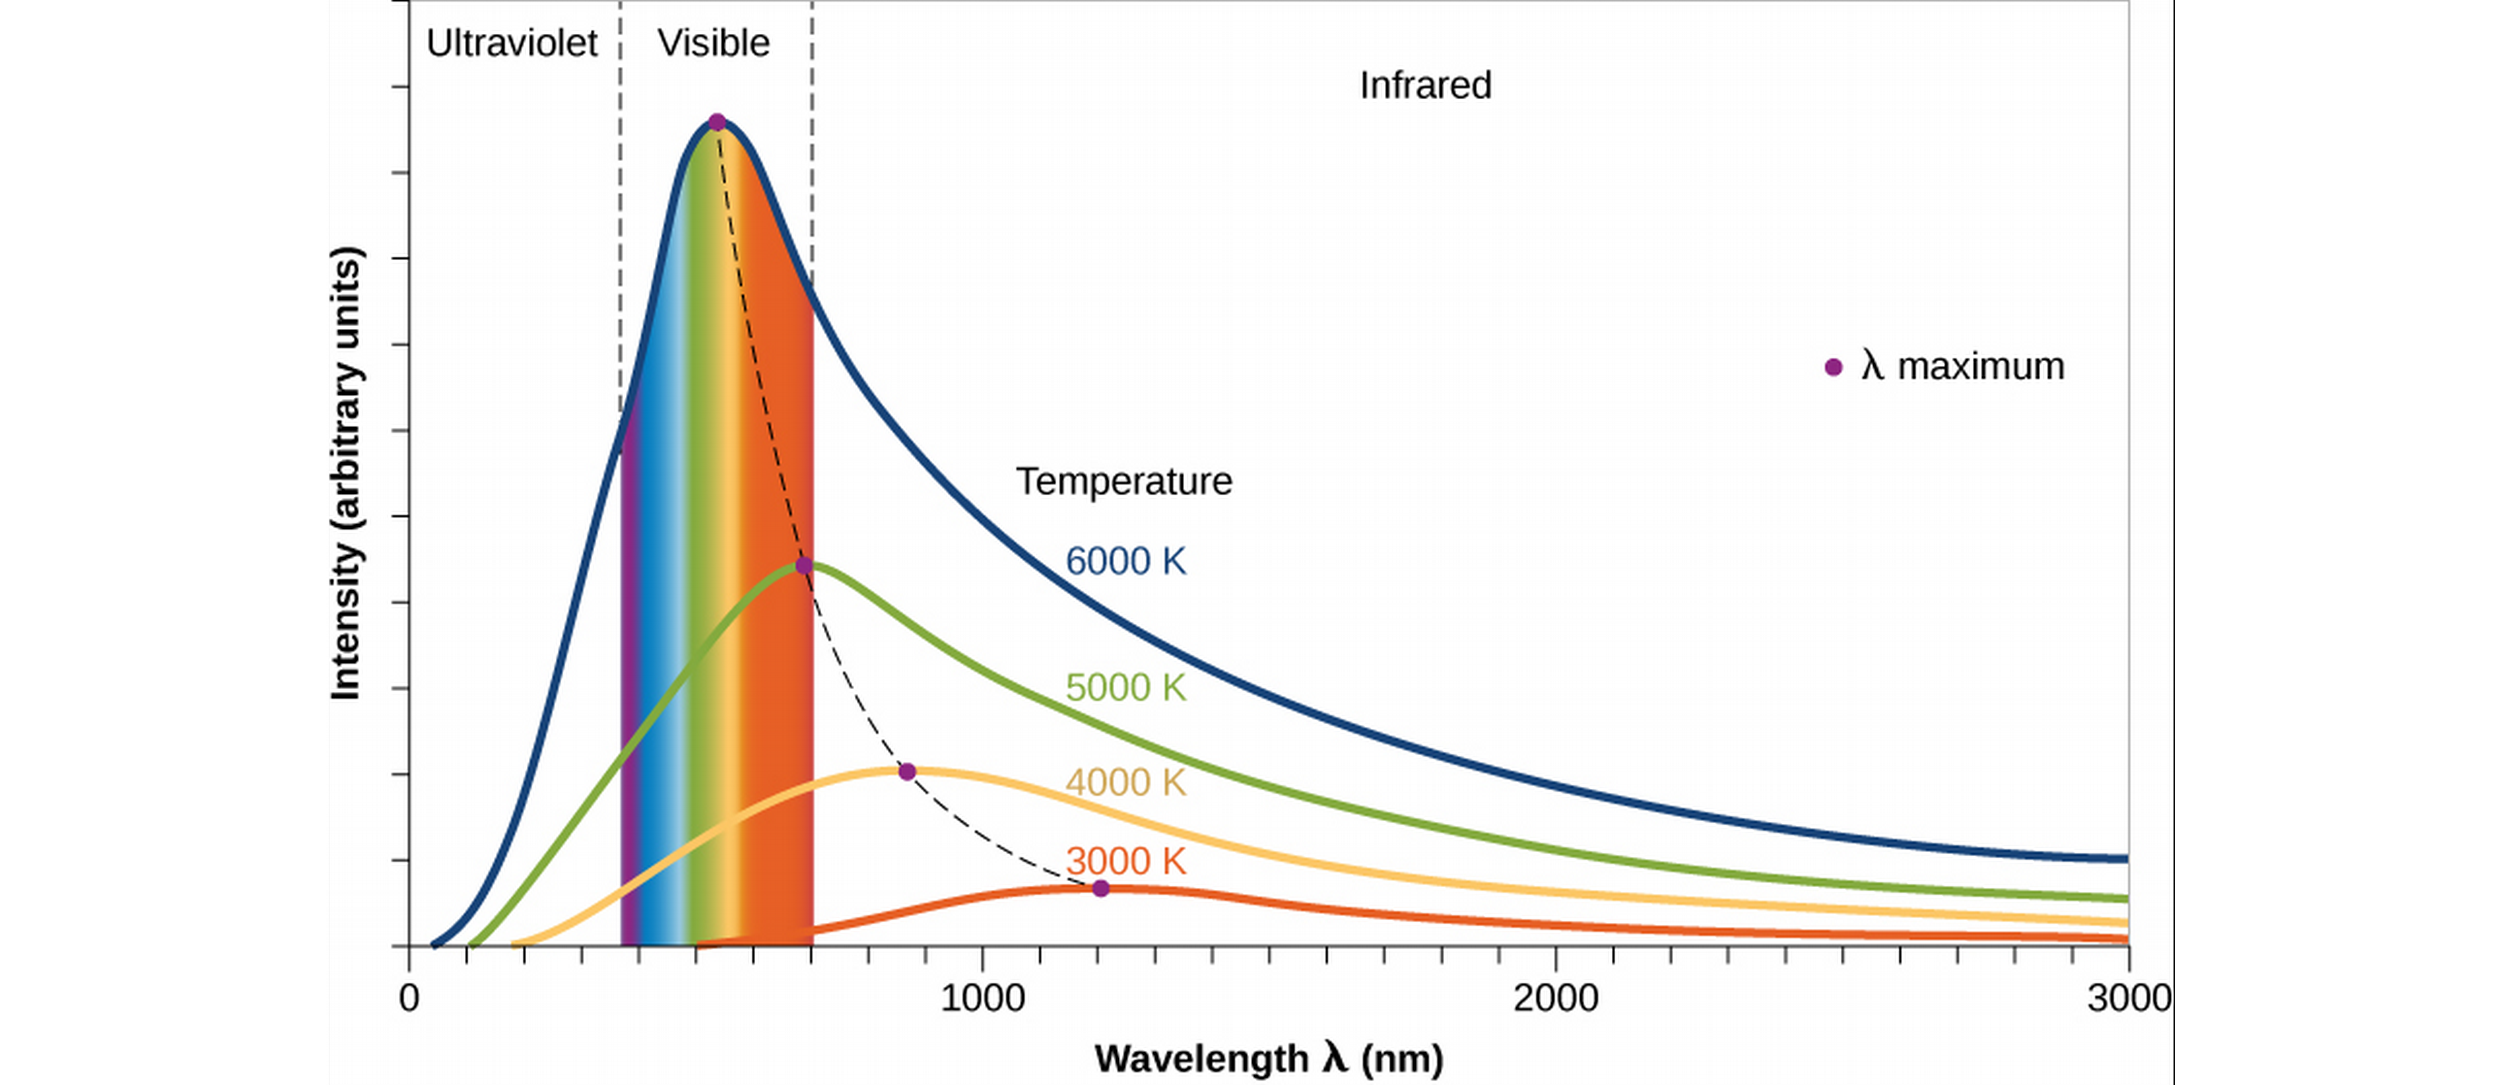 Ultraviolet
Visible
Infrared
λ maximum
Temperature
6000 K
5000 K
4000 K
3000 K
Intensity (arbitrary units)
0
1000
2000
3000
Wavelength λ (nm)